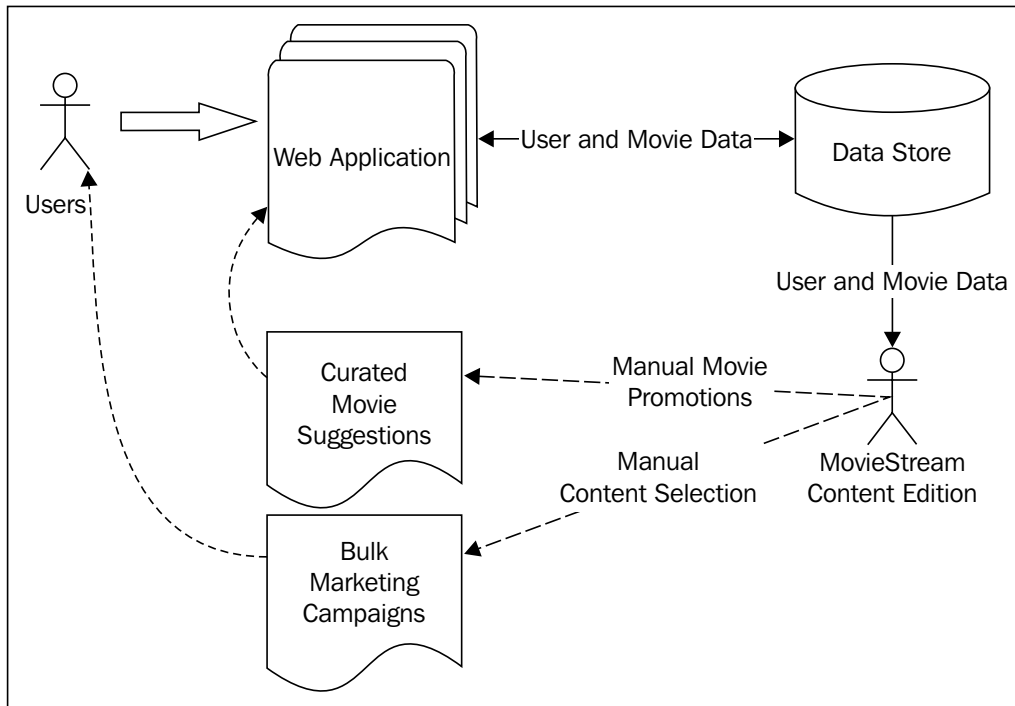 Users
Web Application
User and Movie Data
Data Store
User and Movie Data
Curated
Movie
Suggestions
Manual Movie
Promotions
Manual
Content Selection
MovieStream
Content Edition
Bulk
Marketing
Campaigns